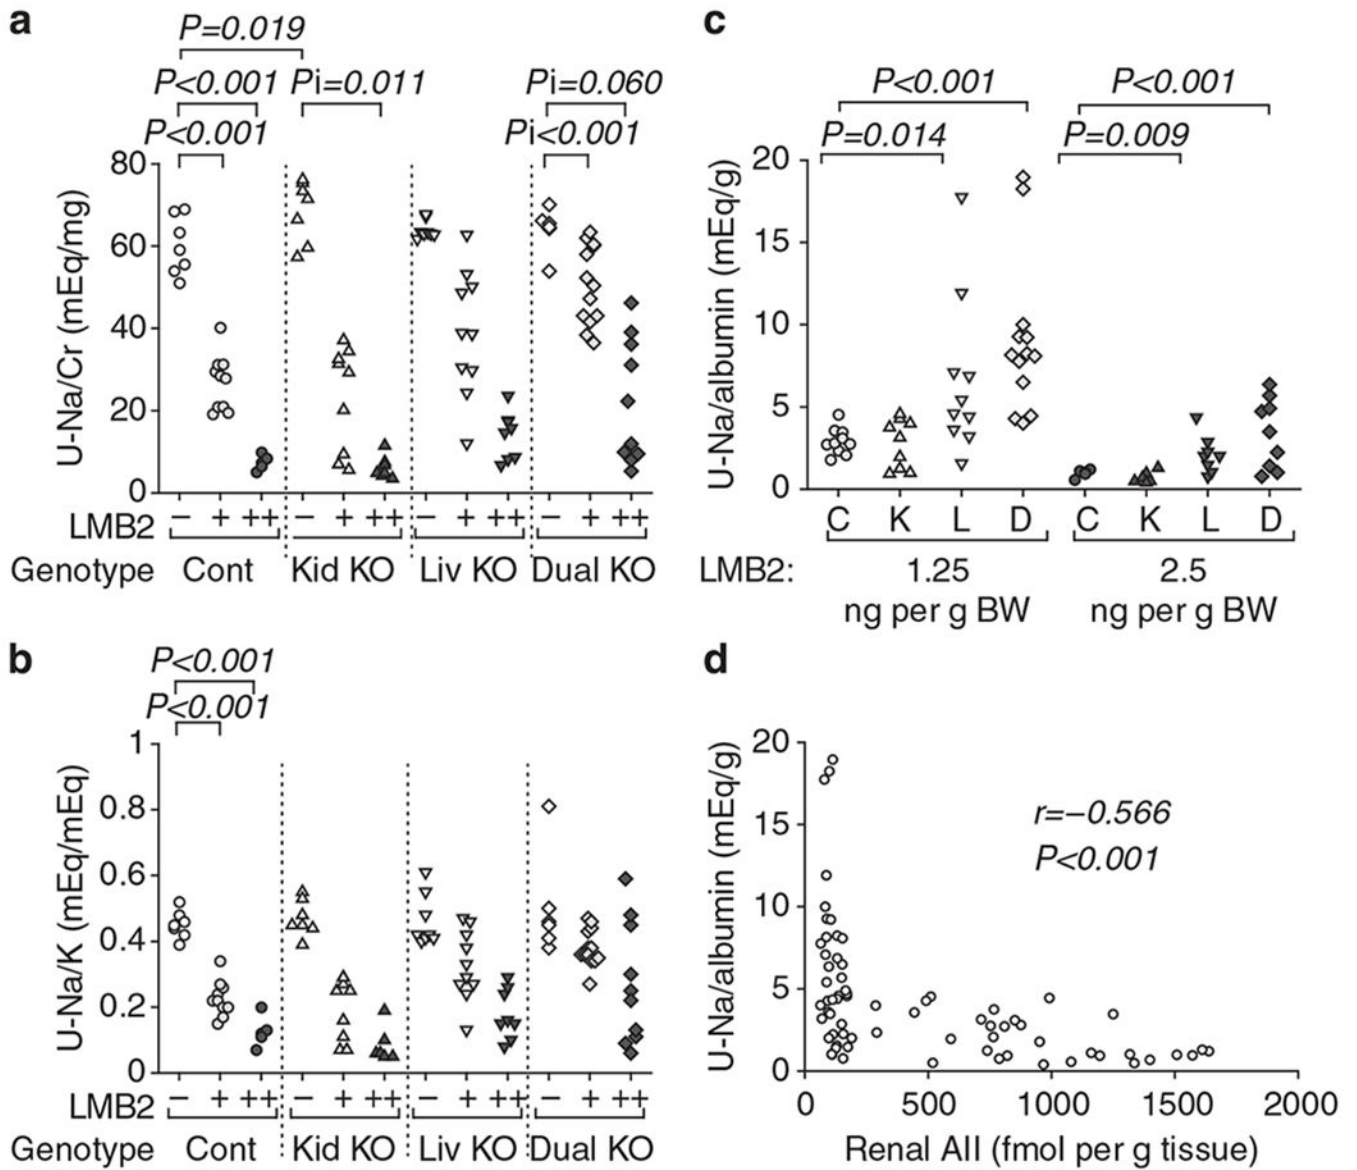 a
P=0.019
P<0.001 Pi=0.011 Pi=0.060
P<0.001 Pi<0.001
U-Na/Cr (mEq/mg)
80
60
40
20
0
LMB2 − + ++ − + ++ − + ++ − + ++
Genotype Cont Kid KO Liv KO Dual KO
b
P<0.001
P<0.001
U-Na/K (mEq/mEq)
1
0.8
0.6
0.4
0.2
0
LMB2 − + ++ − + ++ − + ++ − + ++
Genotype Cont Kid KO Liv KO Dual KO
c
P<0.001 P<0.001
P=0.014 P=0.009
U-Na/albumin (mEq/g)
20
15
10
5
0
C K L D C K L D
LMB2: 1.25 2.5
ng per g BW ng per g BW
d
U-Na/albumin (mEq/g)
20
15
10
5
0
r=−0.566
P<0.001
0 500 1000 1500 2000
Renal AII (fmol per g tissue)